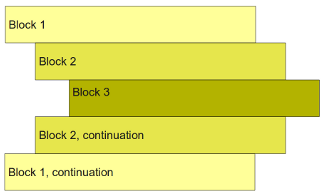 Block 1
Block 2
Block 3
Block 2, continuation
Block 1, continuation